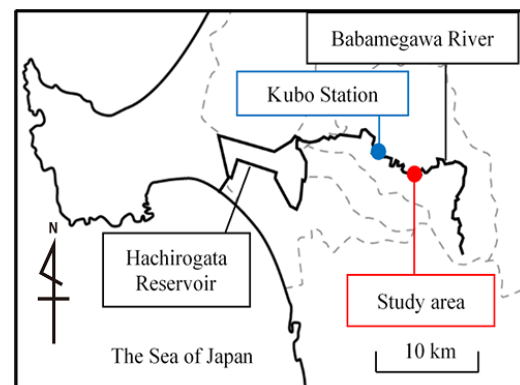 Babamegawa River
Kubo Station
N
Hachirogata
Reservoir
Study area
The Sea of Japan
10 km